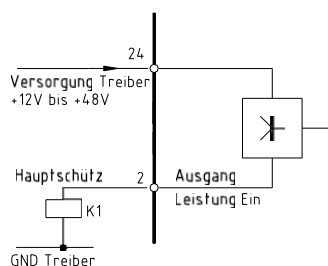 24
Versorgung Treiber
+12V bis +48V
Hauptschütz
2
Ausgang
Leistung Ein
K1
GND Treiber